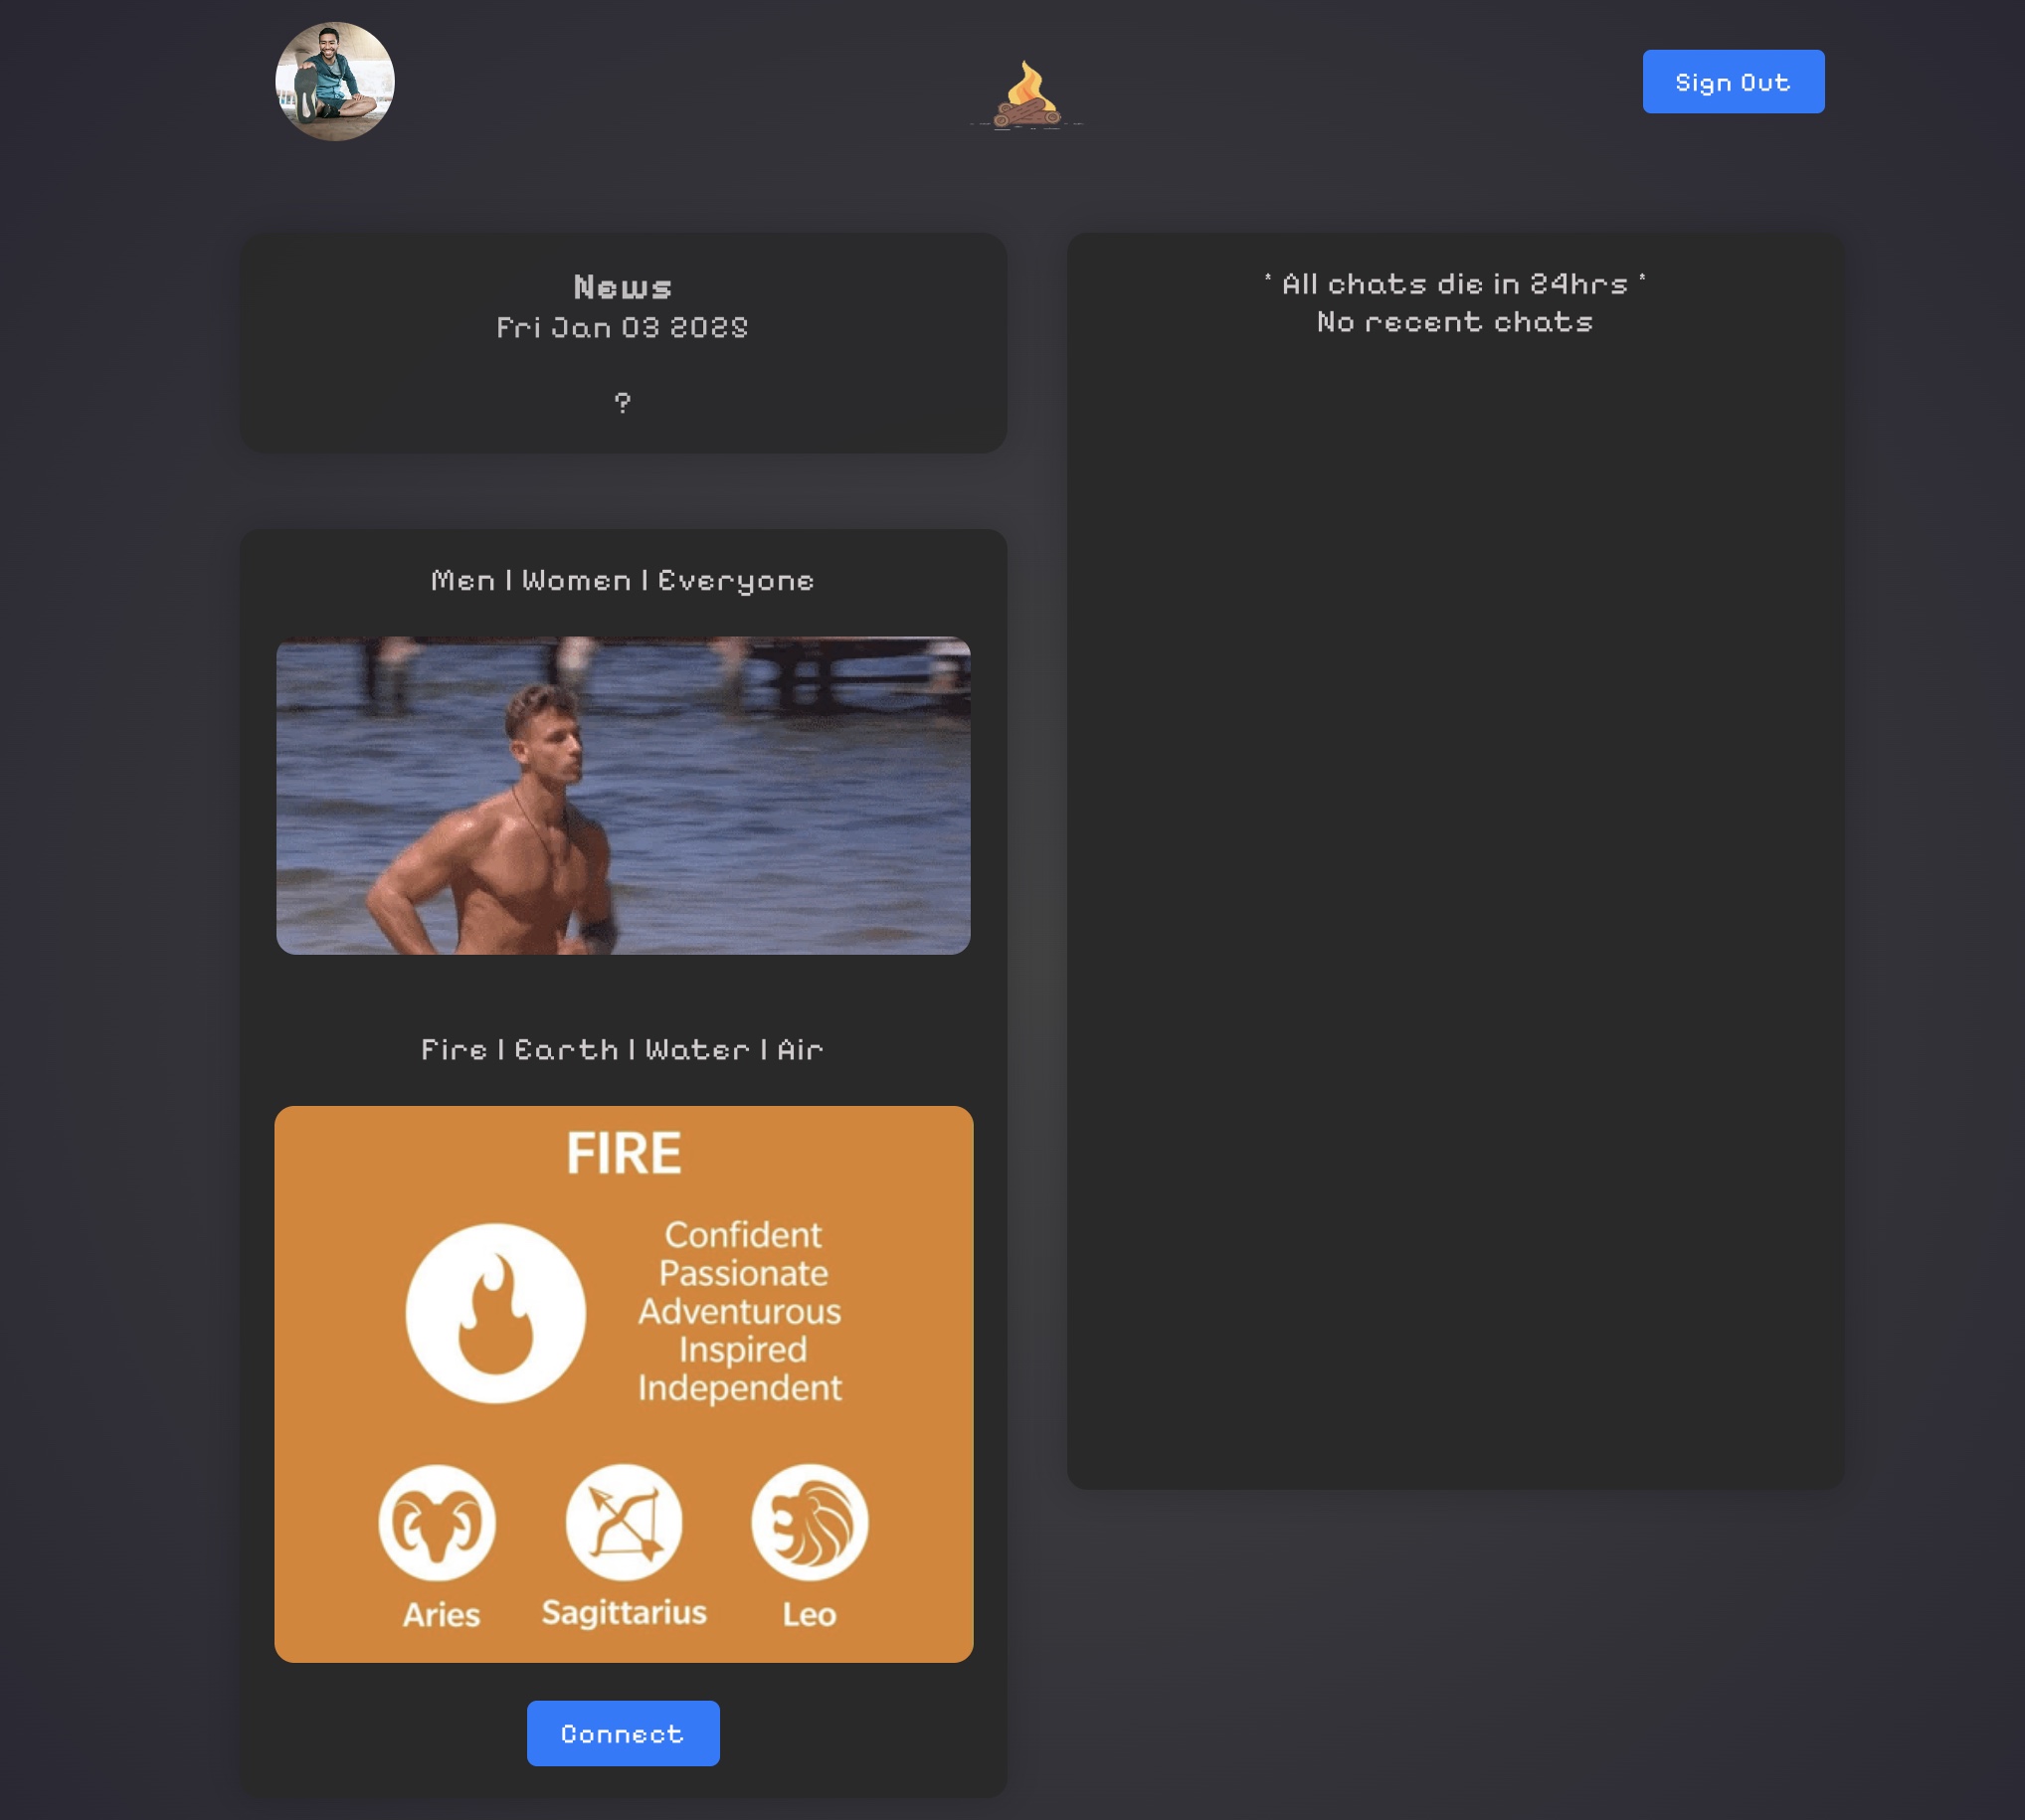 Sign Out
News
Fri Jan 03 2025
?
Men | Women | Everyone
Fire | Earth | Water | Air
FIRE
Confident
Passionate
Adventurous
Inspired
Independent
Aries Sagittarius Leo
Connect
* All chats die in 24hrs *
No recent chats